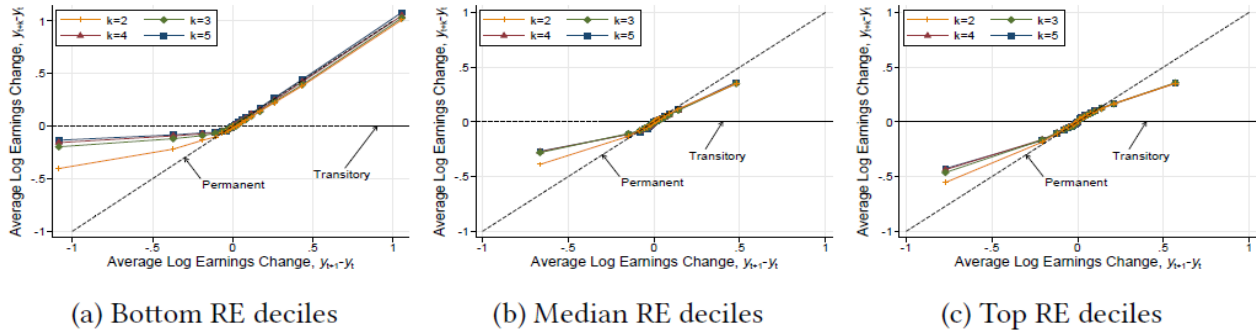 k=2 k=3
k=4 k=5
Average Log Earnings Change, yt+k-yt
1
.5
0
-.5
-1
Permanent
Transitory
-1 -.5 0 .5 1
Average Log Earnings Change, yt+1-yt
(a) Bottom RE deciles
k=2 k=3
k=4 k=5
Average Log Earnings Change, yt+k-yt
1
.5
0
-.5
-1
Permanent
Transitory
-1 -.5 0 .5 1
Average Log Earnings Change, yt+1-yt
(b) Median RE deciles
k=2 k=3
k=4 k=5
Average Log Earnings Change, yt+k-yt
1
.5
0
-.5
-1
Permanent
Transitory
-1 -.5 0 .5 1
Average Log Earnings Change, yt+1-yt
(c) Top RE deciles